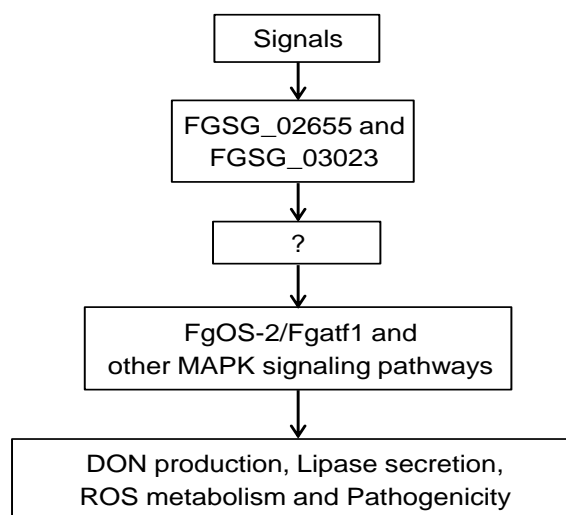 Signals
FGSG_02655 and
FGSG_03023
?
FgOS-2/Fgatf1 and
other MAPK signaling pathways
DON production, Lipase secretion,
ROS metabolism and Pathogenicity